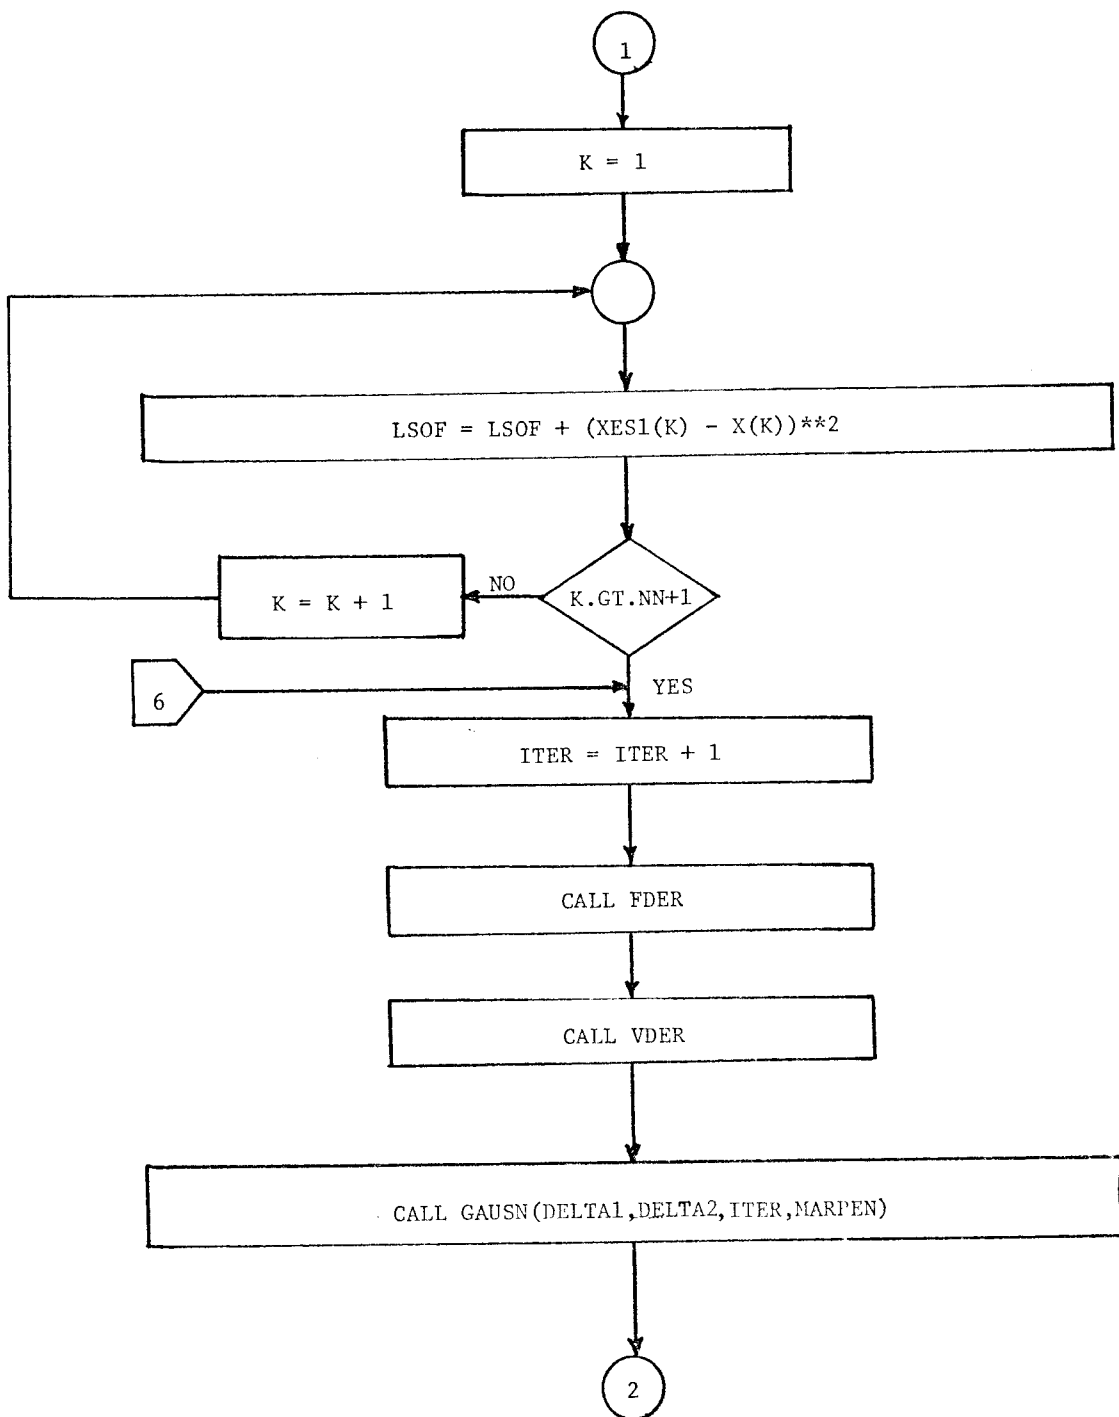 1
K = 1
LSOF = LSOF + (XES1(K) - X(K))**2
K = K + 1
NO
K.GT.NN+1
6
YES
ITER = ITER + 1
CALL FDER
CALL VDER
CALL GAUSN(DELTA1,DELTA2,ITER,MARPEN)
2